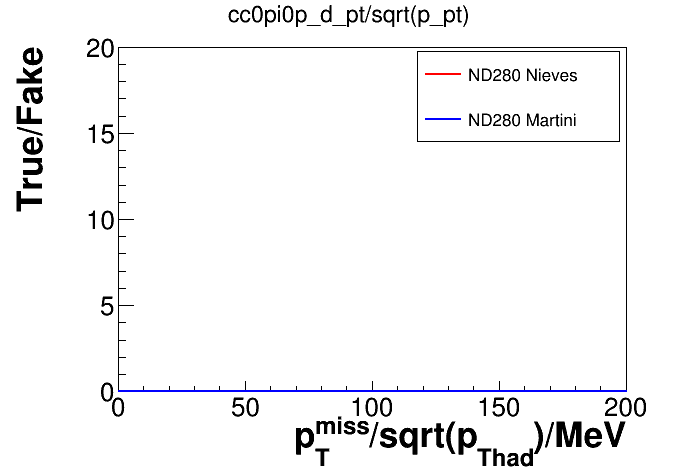 cc0pi0p_d_pt/sqrt(p_pt)
True/Fake
20
15
10
5
0
ND280 Nieves
ND280 Martini
0 50 100 150 200
p_T^miss/sqrt(p_Thad)/MeV